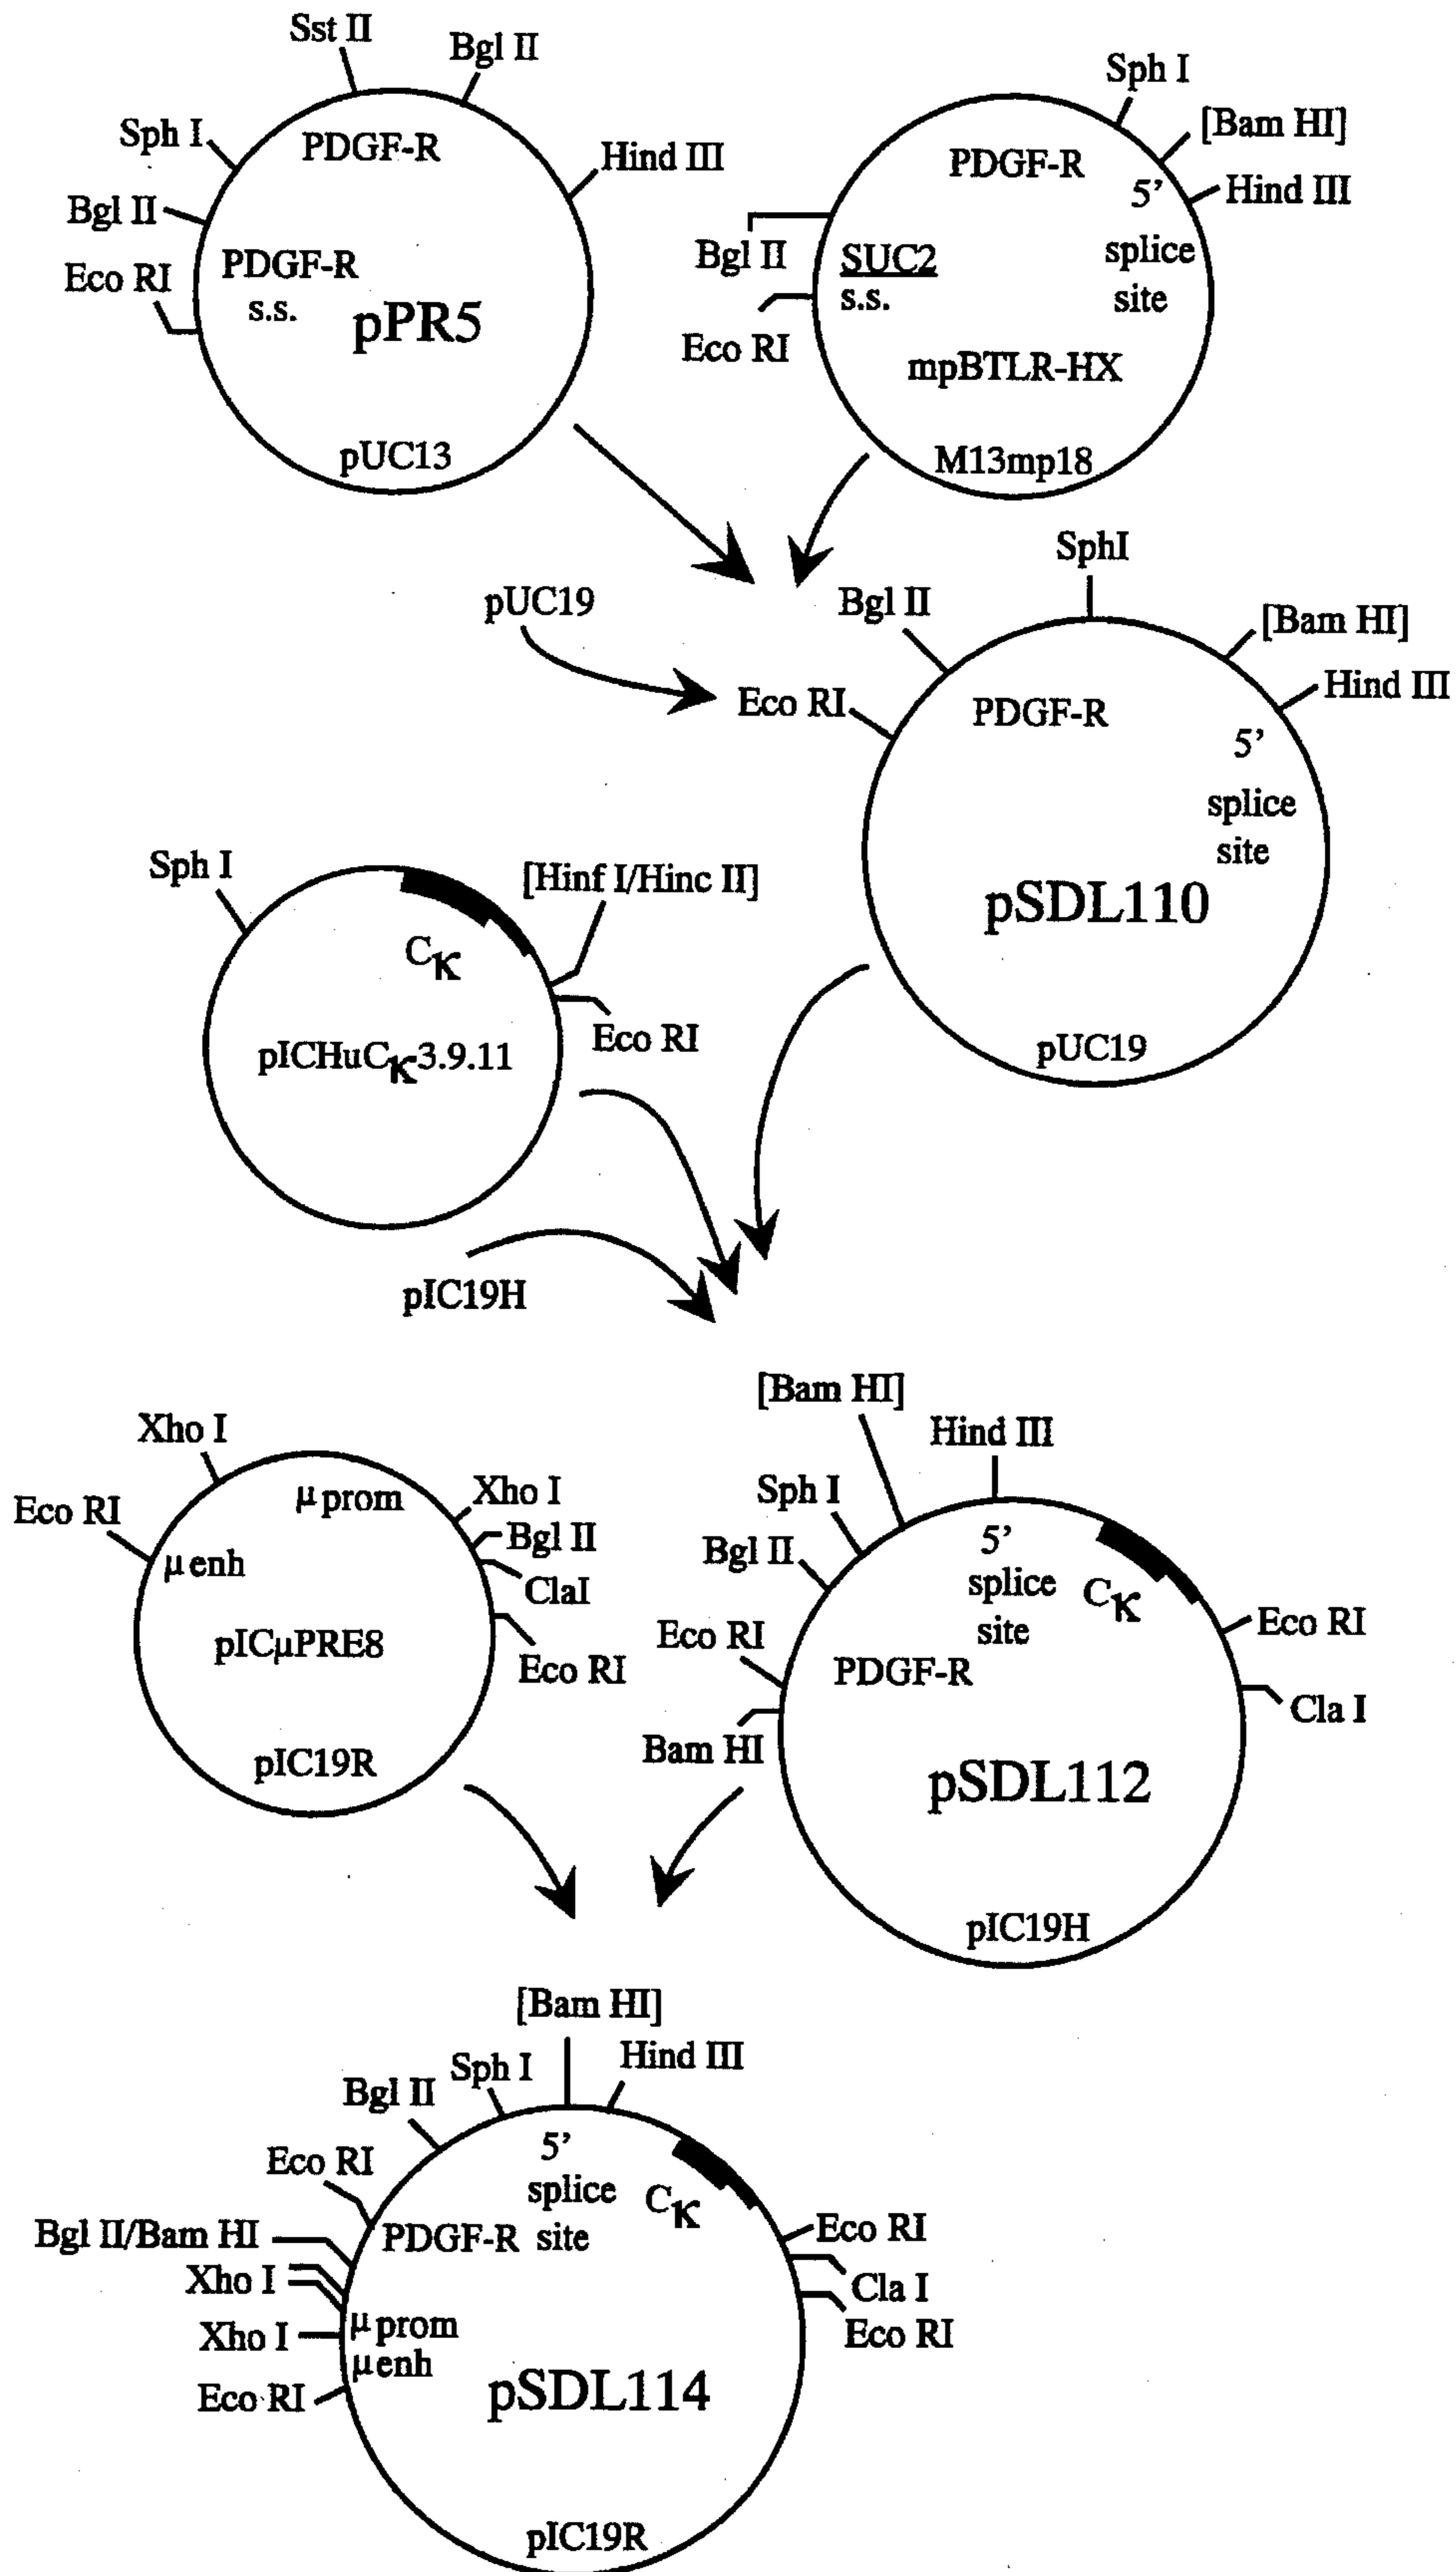 Sst II
Bgl II
Sph I
PDGF-R
Hind III
Bgl II
PDGF-R
s.s.
Eco RI
pPR5
pUC13
Sph I
[Bam HI]
PDGF-R
5’
Hind III
Bgl II
SUC2
s.s.
splice
site
Eco RI
mpBTLR-HX
M13mp18
pUC19
SphI
Bgl II
[Bam HI]
Eco RI
PDGF-R
Hind III
5’
splice
site
pSDL110
pUC19
Sph I
[Hinf I/Hinc II]
Cκ
Eco RI
pICHuCκ3.9.11
pIC19H
Xho I
μ prom
Eco RI
Xho I
Bgl II
μ enh
ClaI
pICμPRE8
Eco RI
pIC19R
[Bam HI]
Hind III
Sph I
5’
splice
site
Bgl II
Cκ
Eco RI
Eco RI
PDGF-R
Cla I
Bam HI
pSDL112
pIC19H
[Bam HI]
Sph I
Hind III
Bgl II
5’
splice
site
Cκ
Eco RI
Bgl II/Bam HI
PDGF-R
Eco RI
Xho I
Cla I
Xho I
μ prom
Eco RI
μ enh
Eco RI
pSDL114
pIC19R